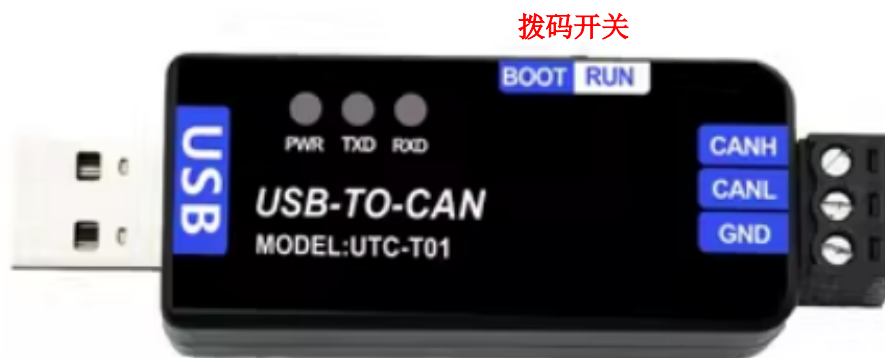 拨码开关
BOOT RUN
USB
PWR TXD RXD
USB-TO-CAN
MODEL:UTC-T01
CANH
CANL
GND